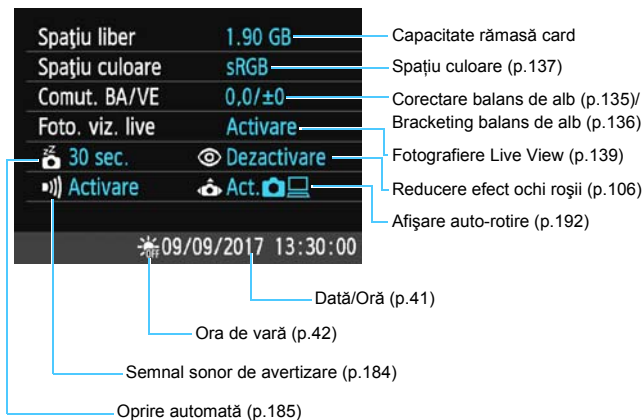 Spaţiu liber 1.90 GB Capacitate rămasă card
Spaţiu culoare sRGB Spațiu culoare (p.137)
Comut. BA/VE 0,0/±0 Corectare balans de alb (p.135)/
Bracketing balans de alb (p.136)
Foto. viz. live Activare Fotografiere Live View (p.139)
30 sec. Dezactivare Reducere efect ochi roşii (p.106)
Activare Act. Afişare auto-rotire (p.192)
OFF 09/09/2017 13:30:00
Dată/Oră (p.41)
Ora de vară (p.42)
Semnal sonor de avertizare (p.184)
Oprire automată (p.185)